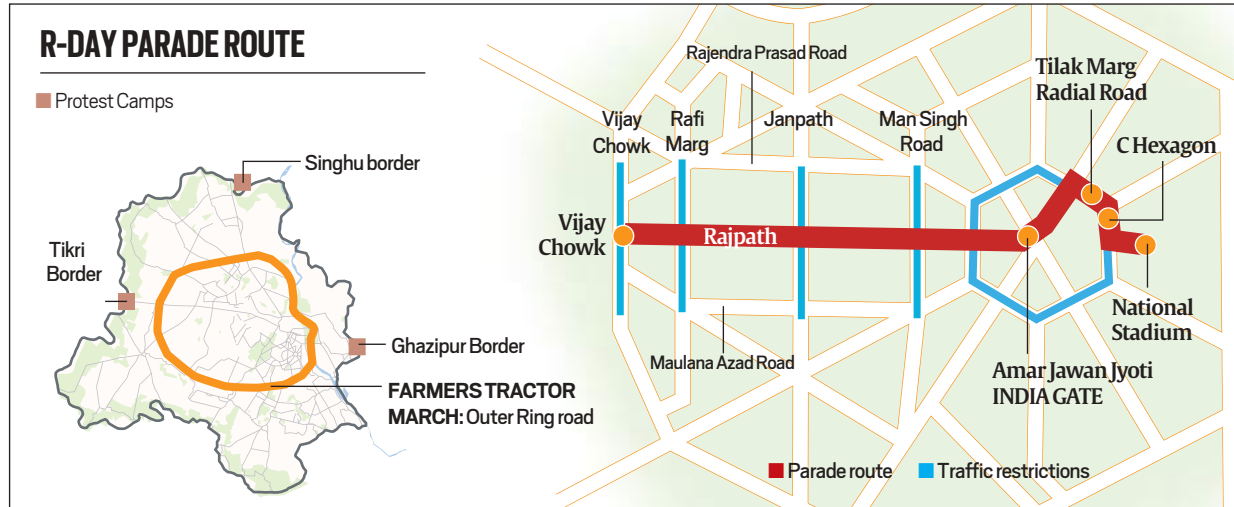 R-DAY PARADE ROUTE
Protest Camps
Singhu border
Tikri
Border
Ghazipur Border
FARMERS TRACTOR
MARCH: Outer Ring road
Rajendra Prasad Road
Vijay
Chowk
Rafi
Marg
Janpath
Man Singh
Road
Tilak Marg
Radial Road
C Hexagon
Vijay
Chowk
Rajpath
National
Stadium
Maulana Azad Road
Amar Jawan Jyoti
INDIA GATE
Parade route
Traffic restrictions